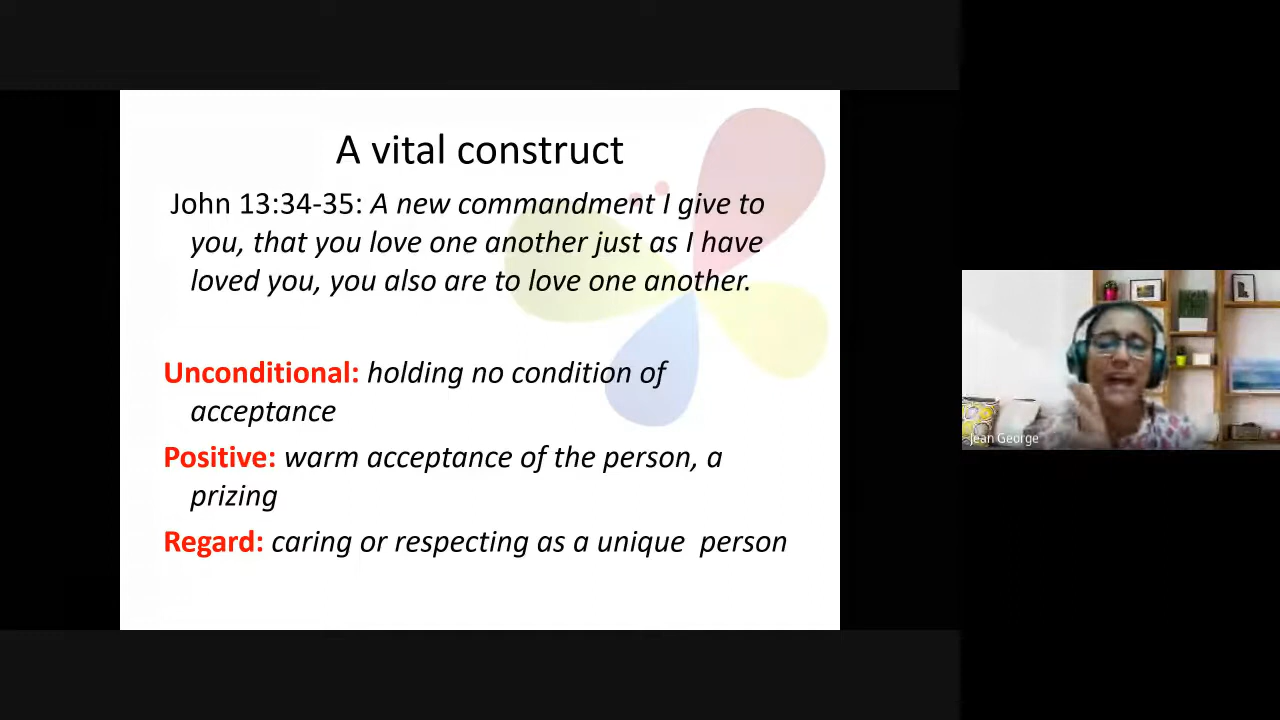 A vital construct
John 13:34-35: A new commandment I give to
you, that you love one another just as I have
loved you, you also are to love one another.
Unconditional: holding no condition of
acceptance
Positive: warm acceptance of the person, a
prizing
Regard: caring or respecting as a unique  person
Jean George